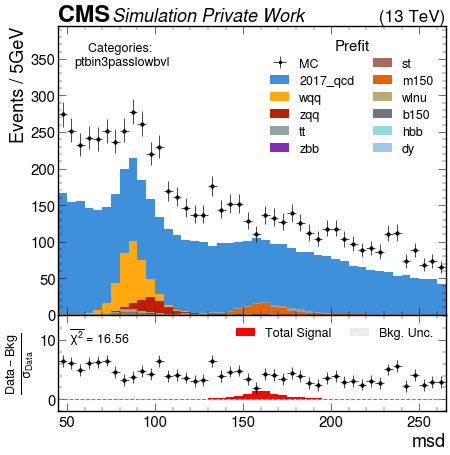 CMS Simulation Private Work (13 TeV)
Events / 5GeV
350
300
250
200
150
100
50
0
Categories:
ptbin3passlowbvl
Prefit
MC
2017_qcd
wqq
zqq
tt
zbb
st
m150
wlnu
b150
hbb
dy
Data − Bkg
σData
10
0
χ² = 16.56
Total Signal
Bkg. Unc.
50 100 150 200 250
msd